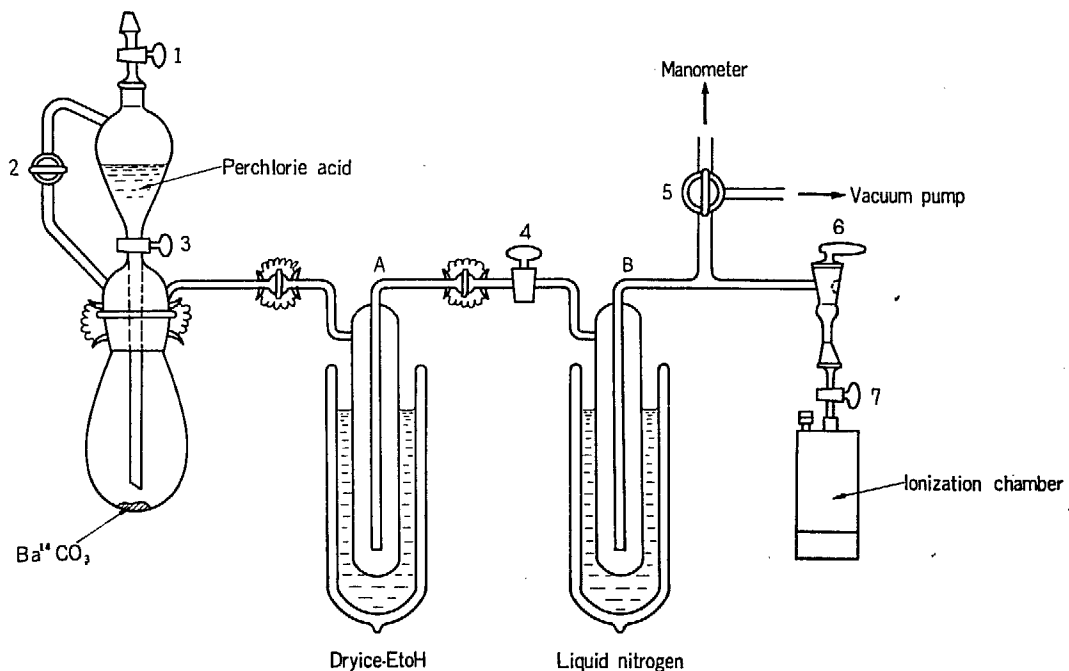 1
Manometer
2
Perchlorie acid
5
Vacuum pump
3
4
6
A
B
7
Ionization chamber
Ba¹⁴CO₃
Dryice-EtoH
Liquid nitrogen